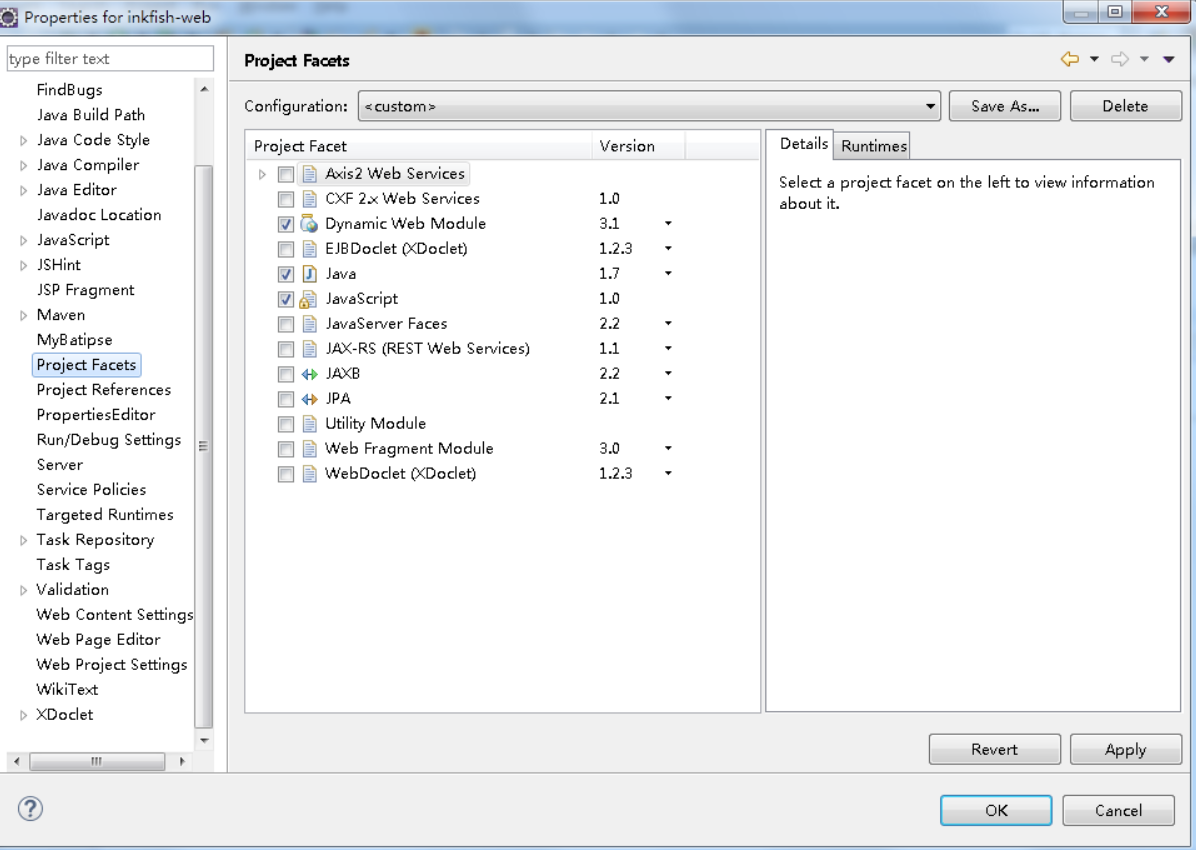 Properties for inkfish-web
type filter text
FindBugs
Java Build Path
Java Code Style
Java Compiler
Java Editor
Javadoc Location
JavaScript
JSHint
JSP Fragment
Maven
MyBatipse
Project Facets
Project References
PropertiesEditor
Run/Debug Settings
Server
Service Policies
Targeted Runtimes
Task Repository
Task Tags
Validation
Web Content Settings
Web Page Editor
Web Project Settings
WikiText
XDoclet
Project Facets
Configuration: <custom> Save As... Delete
Project Facet Version
Axis2 Web Services
CXF 2.x Web Services 1.0
Dynamic Web Module 3.1
EJBDoclet (XDoclet) 1.2.3
Java 1.7
JavaScript 1.0
JavaServer Faces 2.2
JAX-RS (REST Web Services) 1.1
JAXB 2.2
JPA 2.1
Utility Module
Web Fragment Module 3.0
WebDoclet (XDoclet) 1.2.3
Details Runtimes
Select a project facet on the left to view information
about it.
Revert Apply
OK Cancel